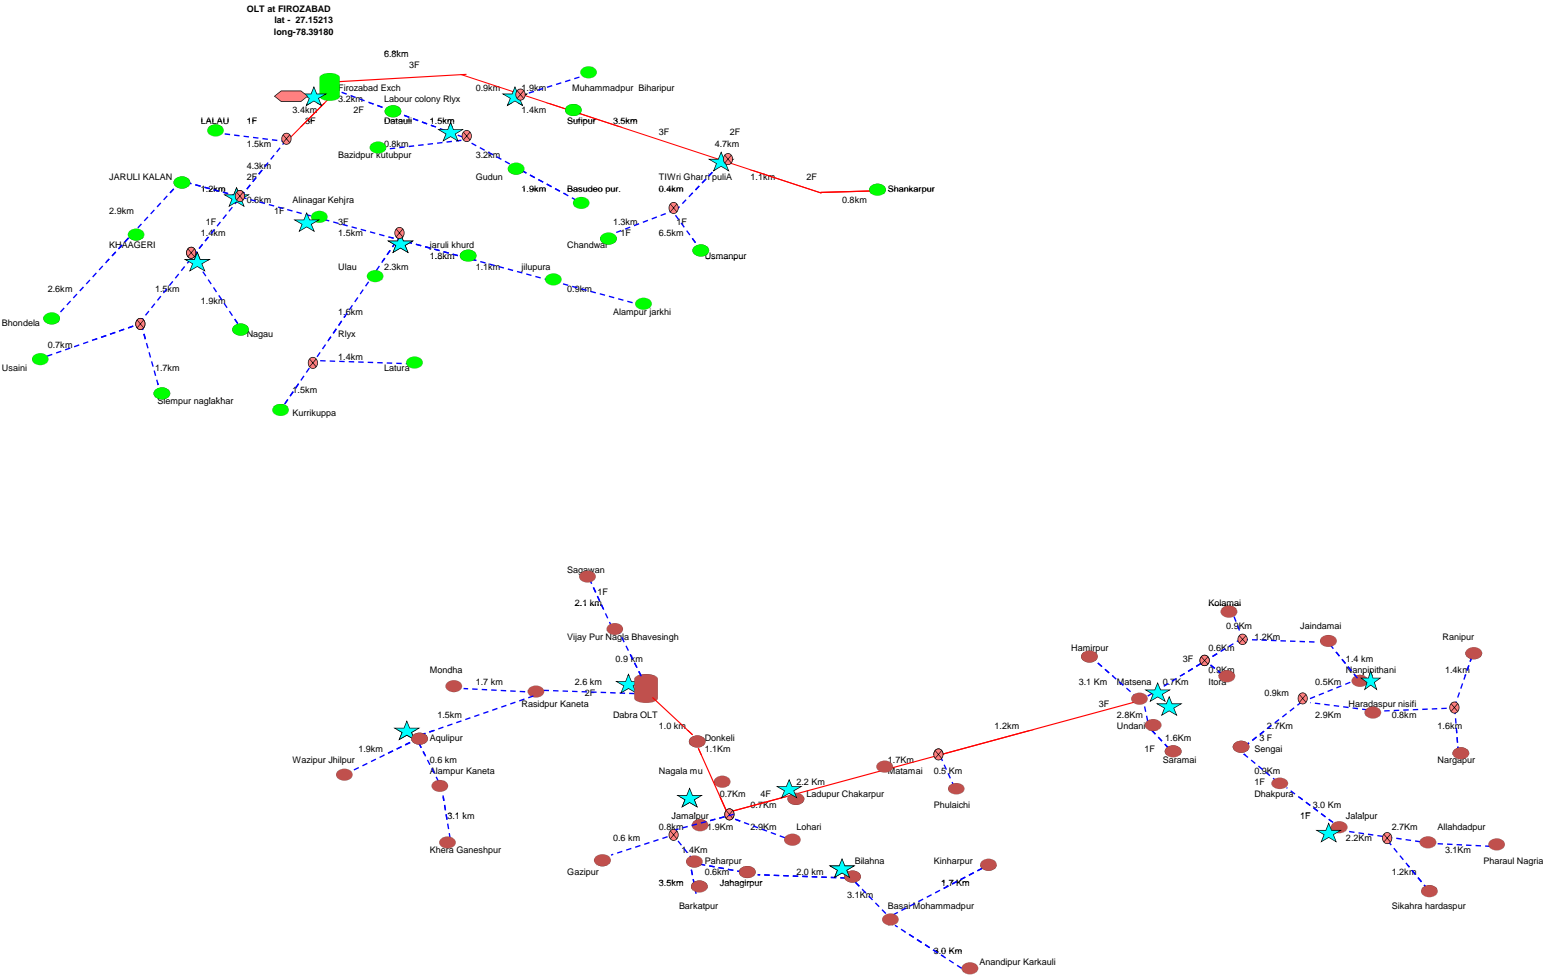 OLT at FIROZABAD
lat - 27.15213
long-78.39180
6.8km
3F
Firozabad Exch
3.2km
Labour colony Rlyx
0.9km
1.9km
Muhammadpur Biharipur
3.4km
2F
1.4km
LALAU
1F
3F
Datauli
1.5km
Sufipur
3.5km
3F
2F
1.5km
0.8km
4.7km
Bazidpur kutubpur
3.2km
4.3km
2F
Gudun
TIWri Gharri puliA
1.1km
2F
JARULI KALAN
1.2km
0.6km
Alinagar Kehjra
1.9km
Basudeo pur.
0.4km
Shankarpur
0.8km
2.9km
1F
1F
3F
1.3km
1F
1.4km
1.5km
1F
6.5km
KHAAGERI
jaruli khurd
Chandwar
1.8km
Usmanpur
Ulau
2.3km
1.1km
jilupura
2.6km
1.5km
1.9km
0.9km
Bhondela
1.6km
Alampur jarkhi
Nagau
Rlyx
0.7km
1.4km
Usaini
1.7km
Latura
1.5km
Slempur naglakhar
Kurrikuppa
Sagawan
1F
2.1 km
Kolamai
Vijay Pur Nagla Bhavesingh
0.9Km
1.2Km
Jaindamai
Ranipur
0.9 km
Hamirpur
0.6Km
3F
1.4 km
Mondha
0.9Km
Nanpipithani
1.4km
1.7 km
2.6 km
3.1 Km
Matsena
0.7Km
Itora
0.5Km
2F
0.9km
Rasidpur Kaneta
3F
Haradaspur nisifi
Dabra OLT
2.8Km
2.9Km
0.8km
1.5km
1.0 km
1.2km
Undani
2.7Km
1.6km
Donkeli
1.6Km
3 F
1.9km
Aqulipur
1.1Km
1F
Sengai
0.6 km
1.7Km
Saramai
Nargapur
Wazipur Jhilpur
Alampur Kaneta
Nagala mu
Matamai
0.5 Km
0.9Km
2.2 Km
1F
0.7Km
4F
Ladupur Chakarpur
Phulaichi
Dhakpura
0.7Km
3.0 Km
3.1 km
Jamalpur
1F
Jalalpur
0.8km
1.9Km
2.9Km
Lohari
2.7Km
Allahdadpur
0.6 km
2.2Km
Khera Ganeshpur
1.4Km
3.1Km
Gazipur
Paharpur
Bilahna
Kinharpur
Pharaul Nagria
0.6km
2.0 km
1.2km
3.5km
Jahagirpur
1.7Km
3.1Km
Sikahra hardaspur
Barkatpur
Basai Mohammadpur
3.0 Km
Anandipur Karkauli